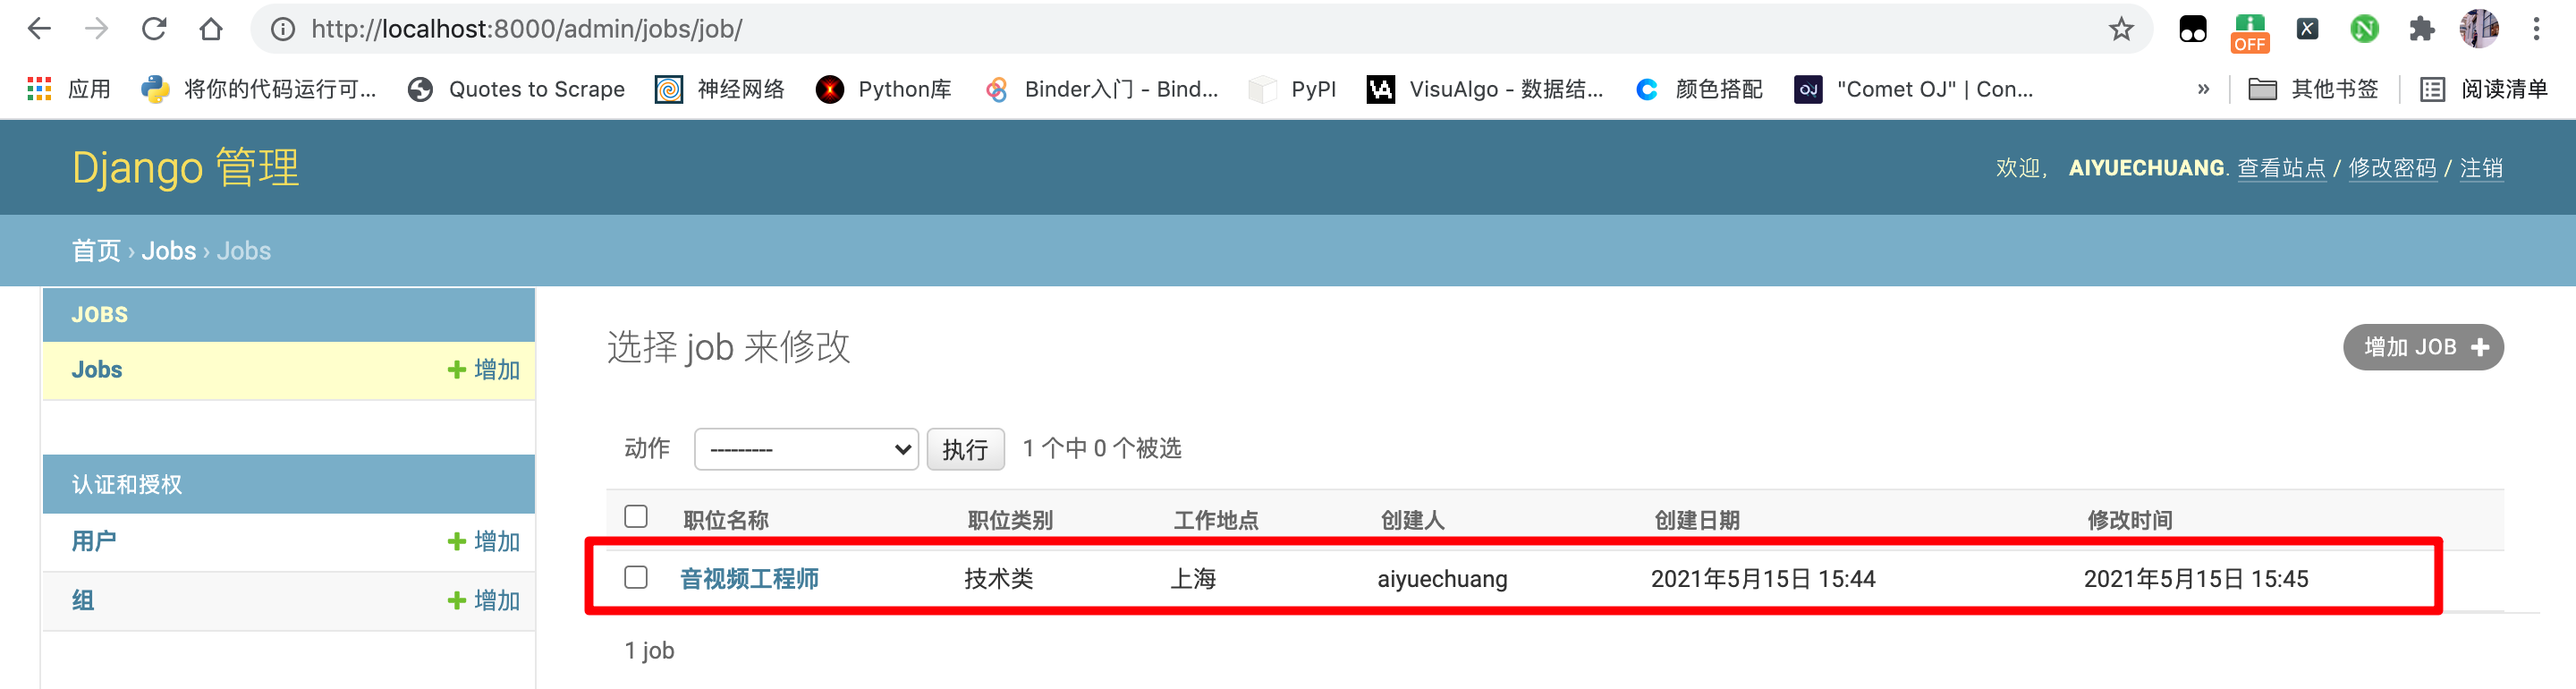 http://localhost:8000/admin/jobs/job/
OFF
应用 将你的代码运行可... Quotes to Scrape 神经网络 Python库 Binder入门 - Bind... PyPI VisuAlgo - 数据结... 颜色搭配 OJ "Comet OJ" | Con... » 其他书签 阅读清单
Django 管理
欢迎， AIYUECHUANG. 查看站点 / 修改密码 / 注销
首页 › Jobs › Jobs
JOBS
Jobs + 增加
认证和授权
用户 + 增加
组 + 增加
选择 job 来修改
增加 JOB +
动作 --------- 执行 1 个中 0 个被选
职位名称 职位类别 工作地点 创建人 创建日期 修改时间
音视频工程师 技术类 上海 aiyuechuang 2021年5月15日 15:44 2021年5月15日 15:45
1 job